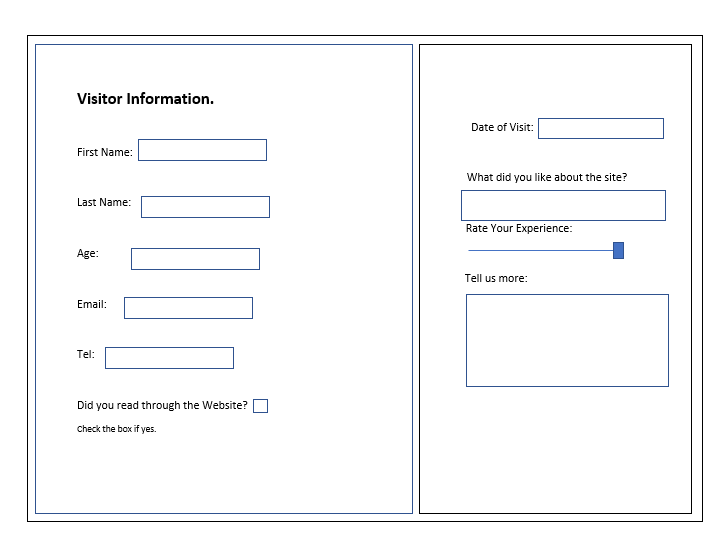 Visitor Information.
First Name:
Last Name:
Age:
Email:
Tel:
Did you read through the Website?
Check the box if yes.
Date of Visit:
What did you like about the site?
Rate Your Experience:
Tell us more: